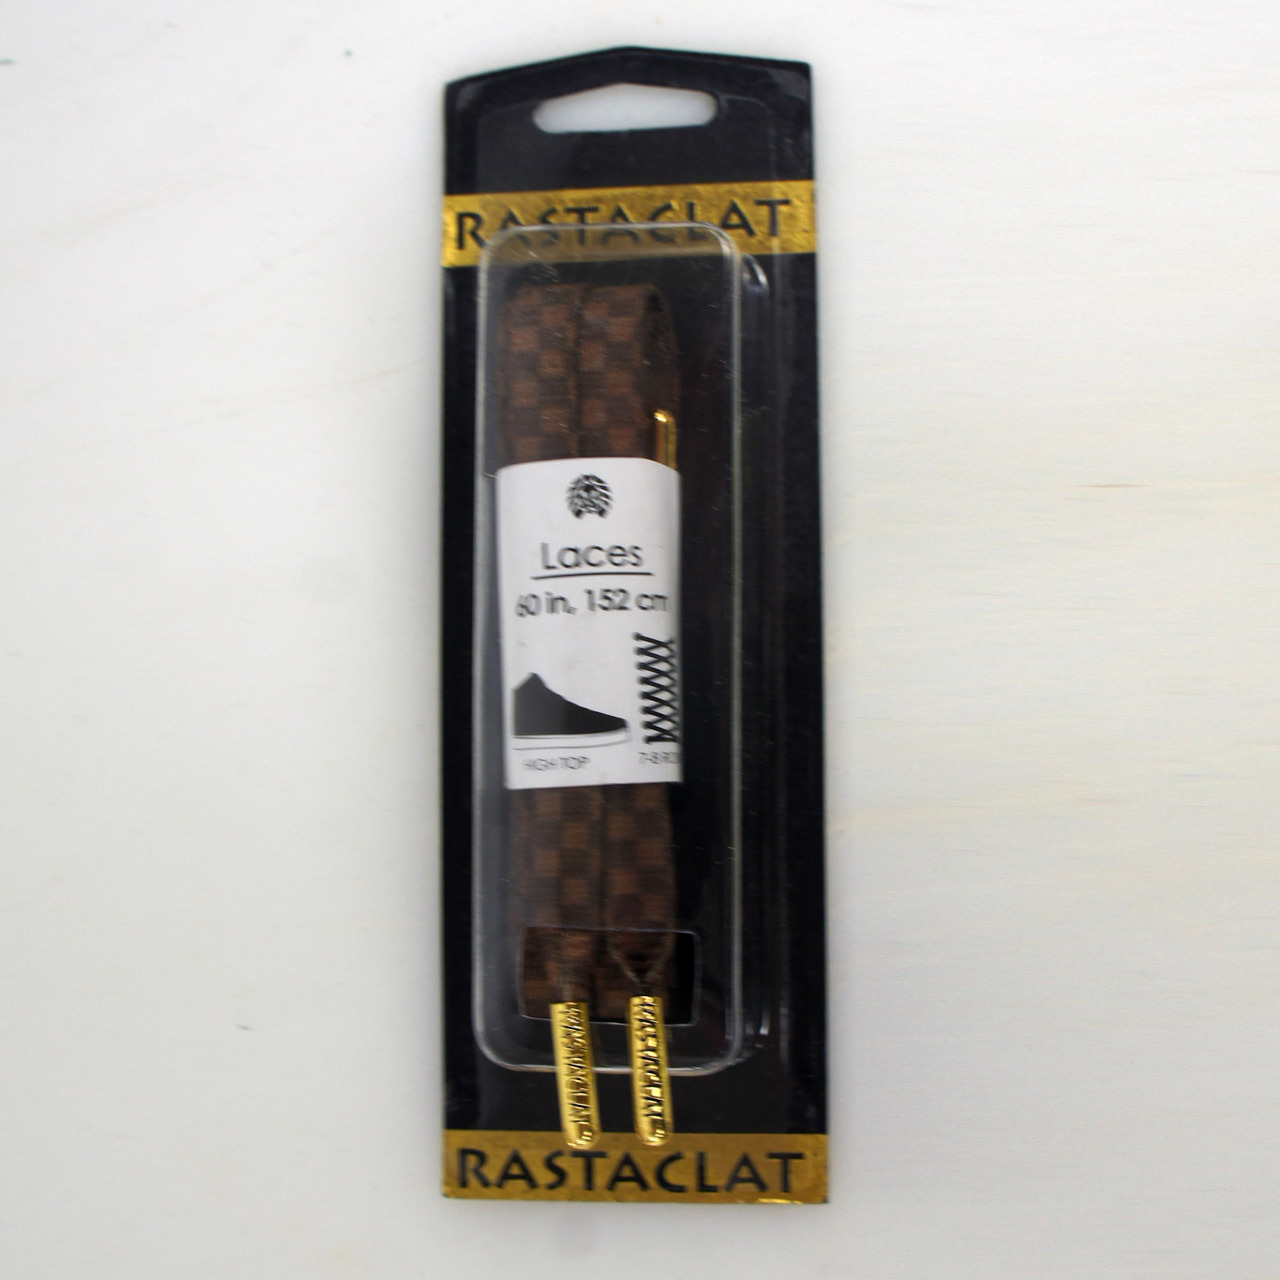 RASTACLAT
Laces
60 in, 152 cm
HIGH TOP
RASTACLAT